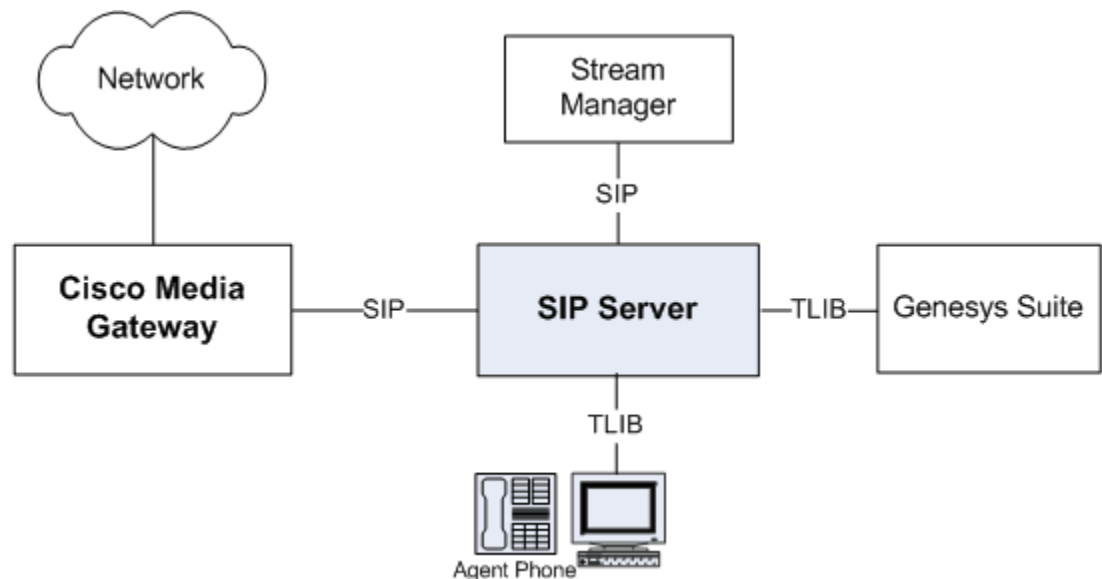 Network
Stream
Manager
SIP
Cisco Media
Gateway
SIP
SIP Server
TLIB
Genesys Suite
TLIB
Agent Phone